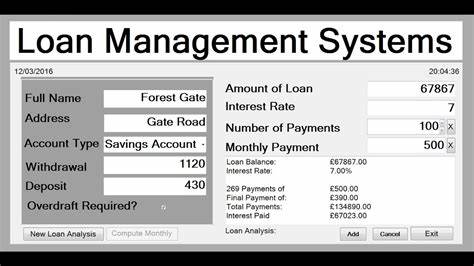 Loan Management Systems
12/03/2016
20:04:36
Full Name Forest Gate
Address Gate Road
Account Type Savings Account
Withdrawal 1120
Deposit 430
Overdraft Required?
Amount of Loan 67867
Interest Rate 7
Number of Payments 100 X
Monthly Payment 500 X
Loan Balance: £67867.00
Interest Rate: 7.00%
269 Payments of £500.00
Final Payment of: £390.00
Total Payments: £134890.00
Interest Paid £67023.00
New Loan Analysis Compute Monthly Loan Analysis: Add Cancel Exit